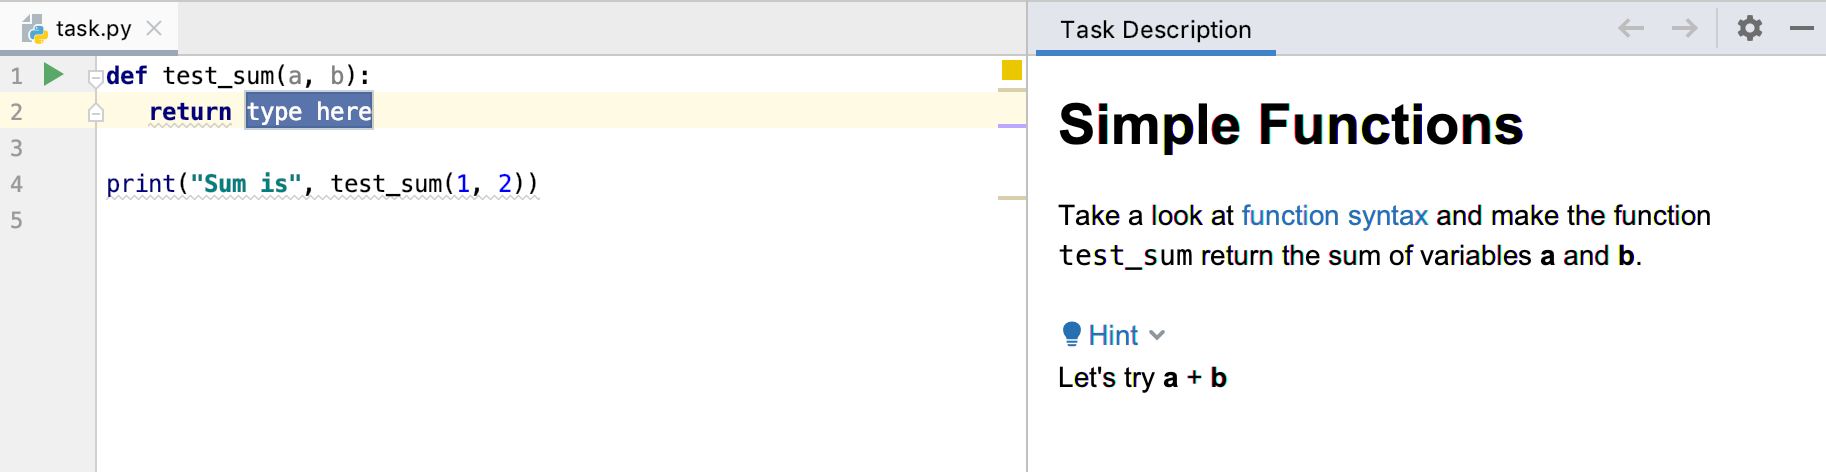 task.py
1 def test_sum(a, b):
2 return type here
3
4 print("Sum is", test_sum(1, 2))
5
Task Description
Simple Functions
Take a look at function syntax and make the function
test_sum return the sum of variables a and b.
Hint
Let's try a + b